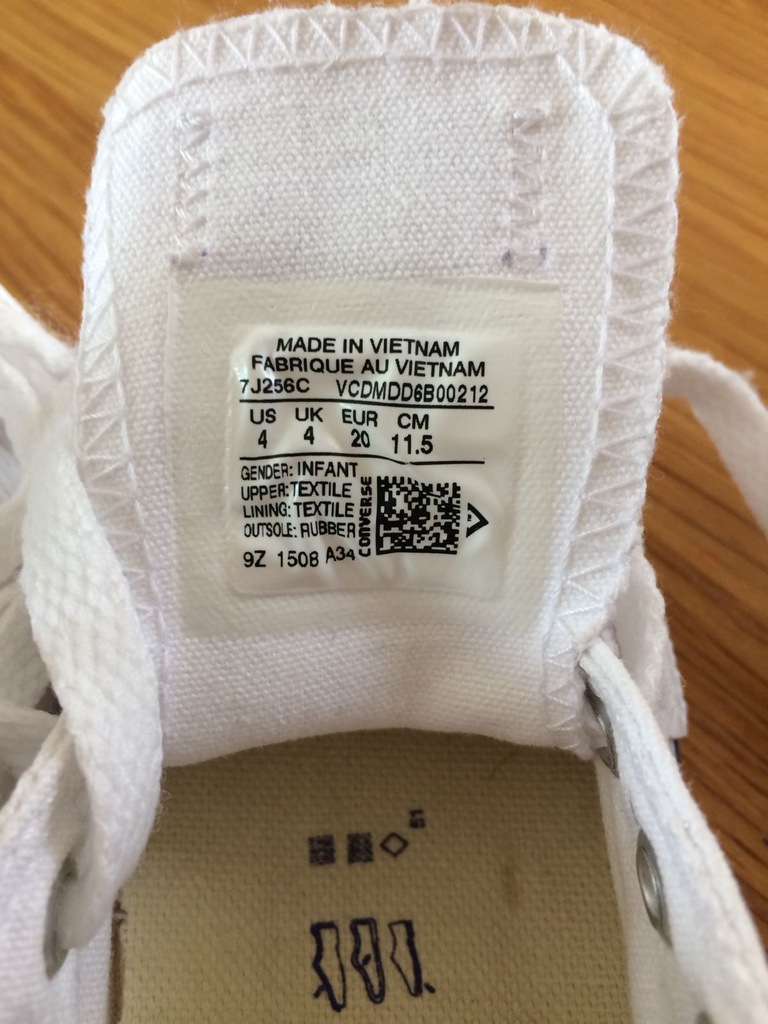 MADE IN VIETNAM
FABRIQUE AU VIETNAM
7J256C VCDMDD6B00212
US UK EUR CM
4 4 20 11.5
GENDER: INFANT
UPPER: TEXTILE
LINING: TEXTILE
OUTSOLE: RUBBER
CONVERSE
9Z 1508 A34
51